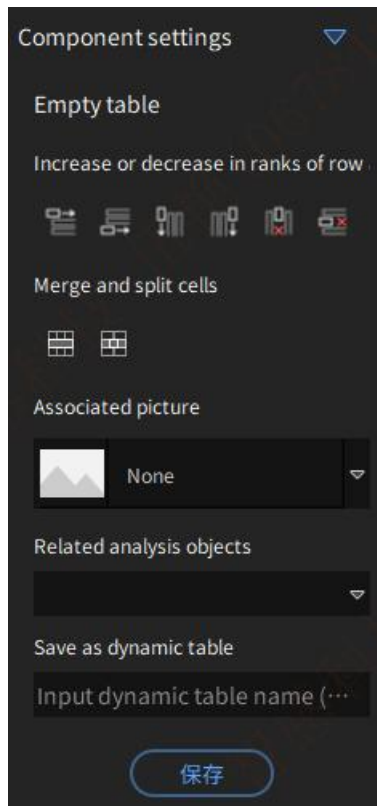 Component settings
Empty table
Increase or decrease in ranks of row
Merge and split cells
Associated picture
None
Related analysis objects
Save as dynamic table
Input dynamic table name (···
保存